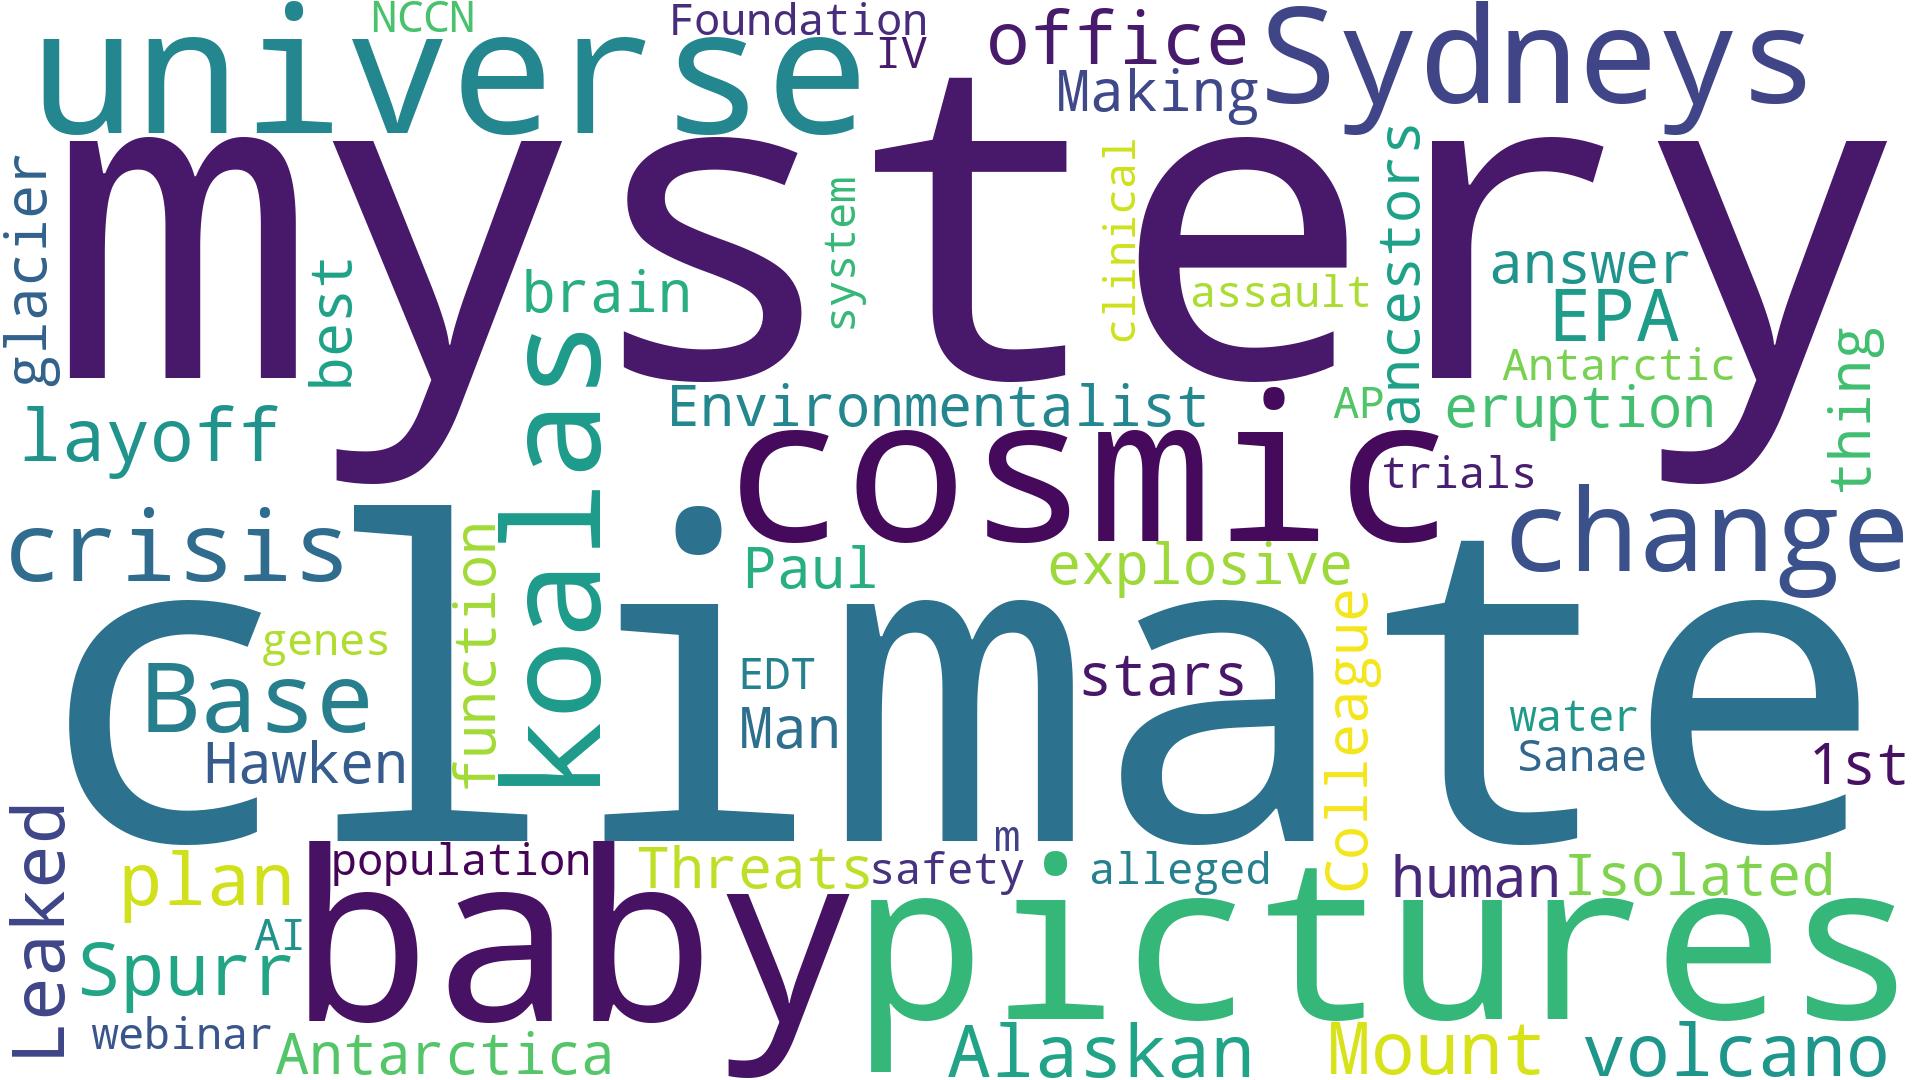 NCCN
Foundation
universe
IV
office
Making
Sydneys
mystery
glacier
best
brain
system
clinical
assault
ancestors
answer
EPA
Antarctic
thing
layoff
koalas
Environmentalist
AP
eruption
cosmic
trials
crisis
function
Paul
explosive
change
climate
genes
Base
Hawken
EDT
Man
stars
Colleague
water
Sanae
1st
Leaked
plan
population
Threats
m
safety
alleged
human
Isolated
AI
Spurr
baby
pictures
webinar
Antarctica
Alaskan
Mount
volcano